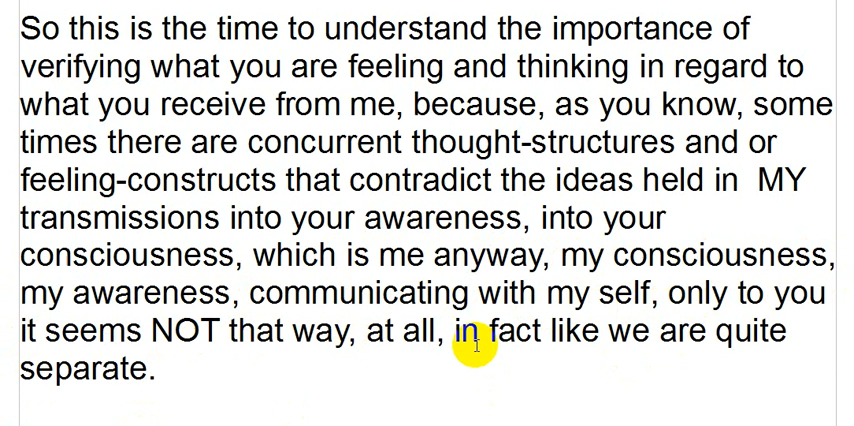 So this is the time to understand the importance of
verifying what you are feeling and thinking in regard to
what you receive from me, because, as you know, some
times there are concurrent thought-structures and or
feeling-constructs that contradict the ideas held in  MY
transmissions into your awareness, into your
consciousness, which is me anyway, my consciousness,
my awareness, communicating with my self, only to you
it seems NOT that way, at all, in fact like we are quite
separate.